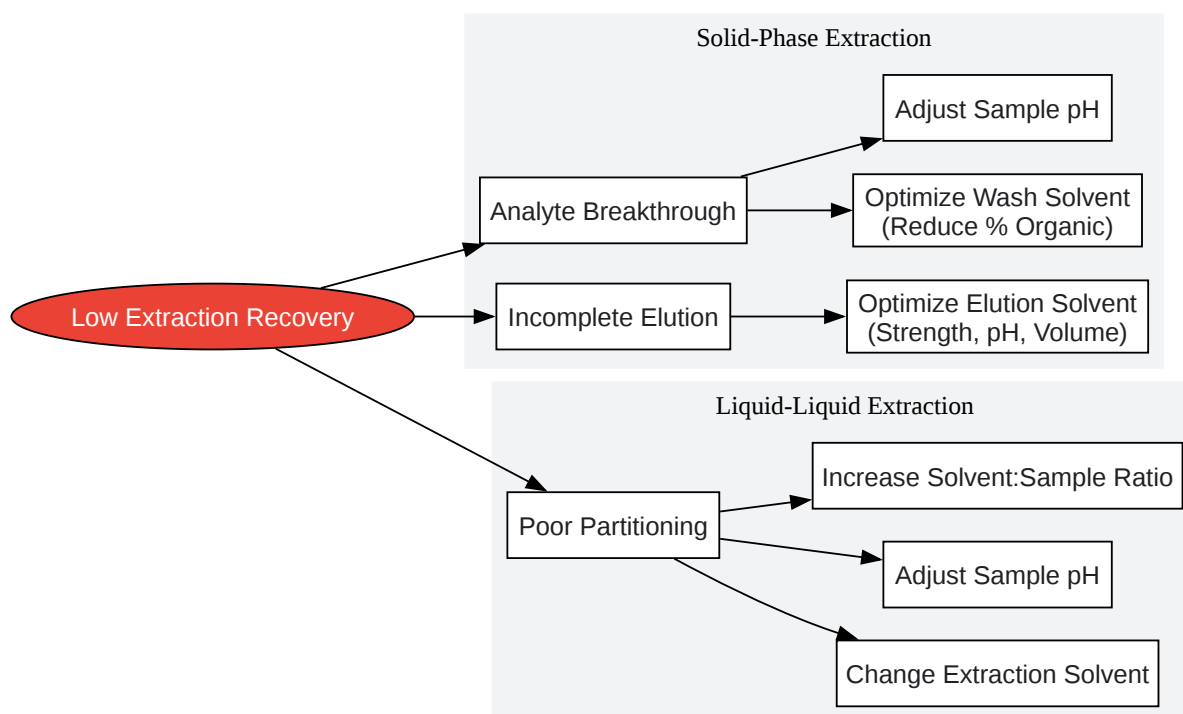 Solid-Phase Extraction
Adjust Sample pH
Analyte Breakthrough
Optimize Wash Solvent
(Reduce % Organic)
Low Extraction Recovery
Incomplete Elution
Optimize Elution Solvent
(Strength, pH, Volume)
Liquid-Liquid Extraction
Increase Solvent:Sample Ratio
Poor Partitioning
Adjust Sample pH
Change Extraction Solvent